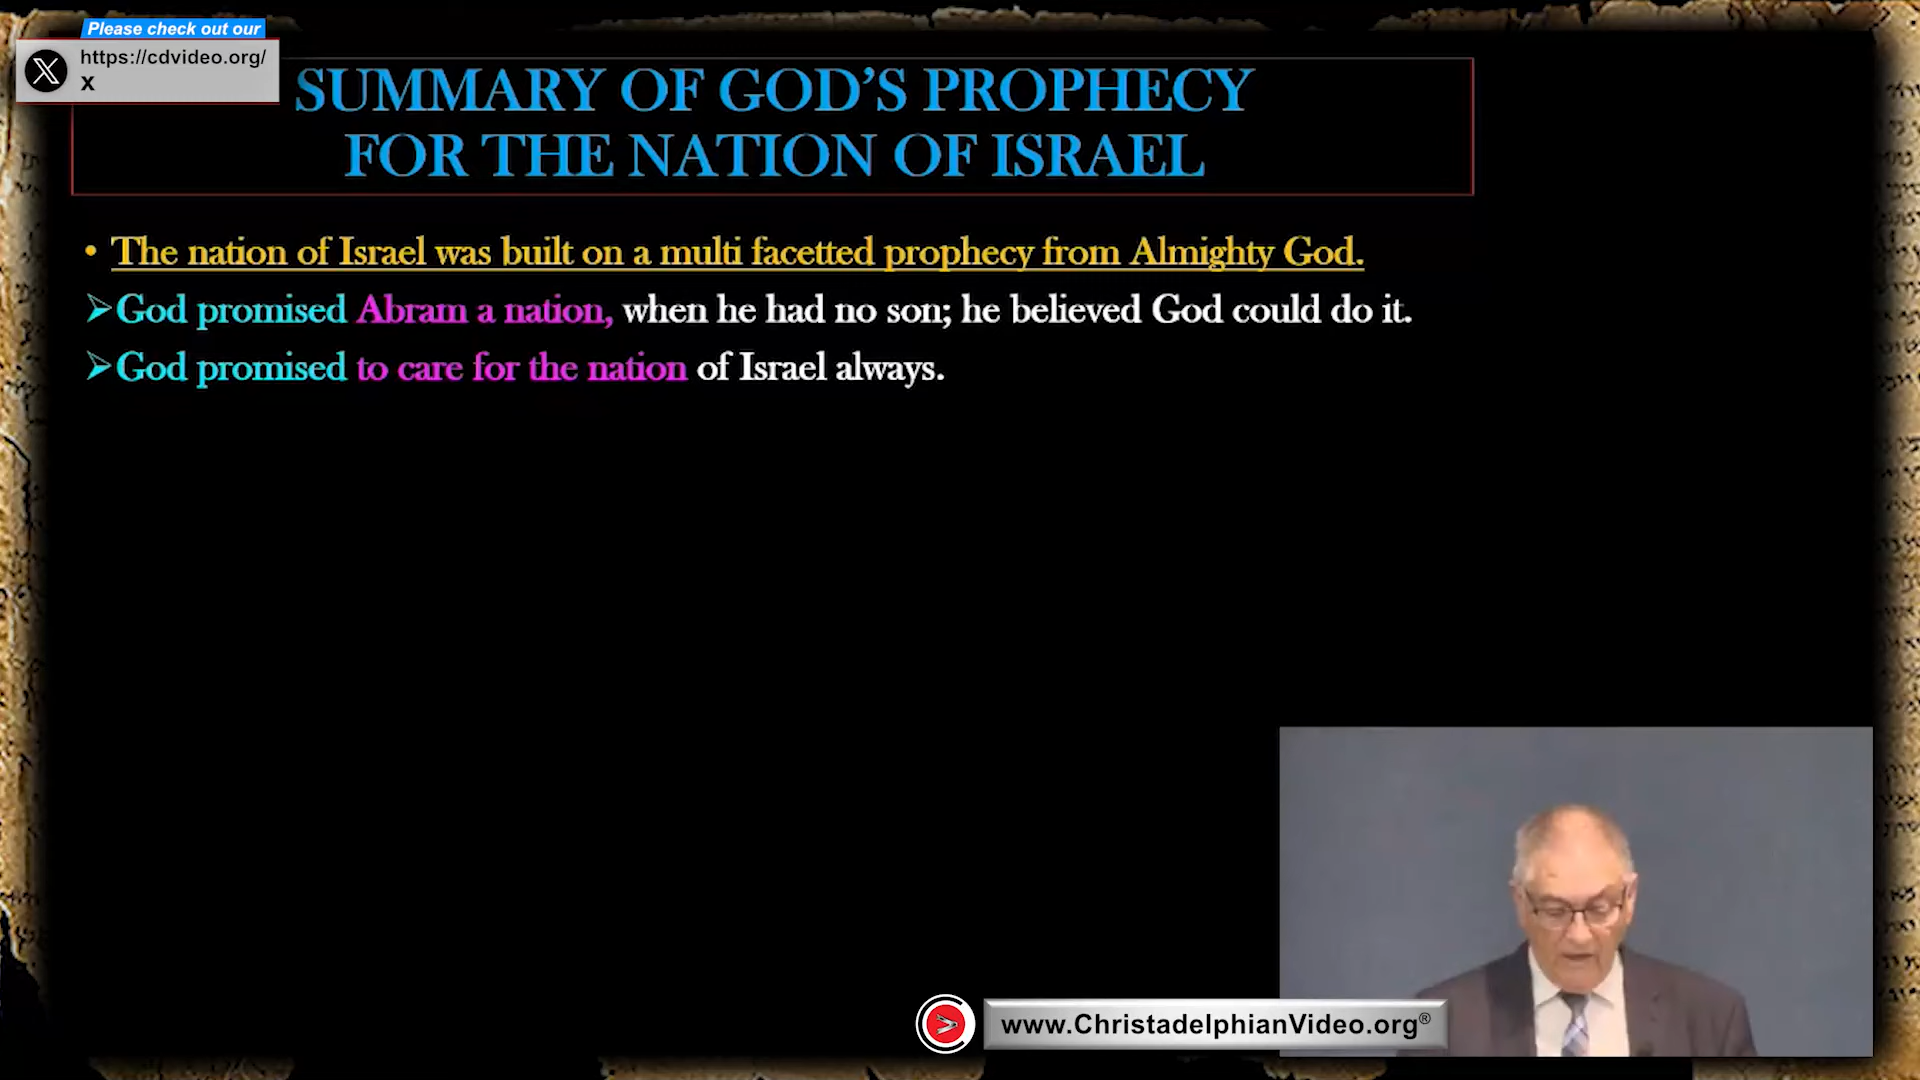 Please check out our
https://cdvideo.org/
x
SUMMARY OF GOD’S PROPHECY
FOR THE NATION OF ISRAEL
• The nation of Israel was built on a multi facetted prophecy from Almighty God.
➢God promised Abram a nation, when he had no son; he believed God could do it.
➢God promised to care for the nation of Israel always.
www.ChristadelphianVideo.org®